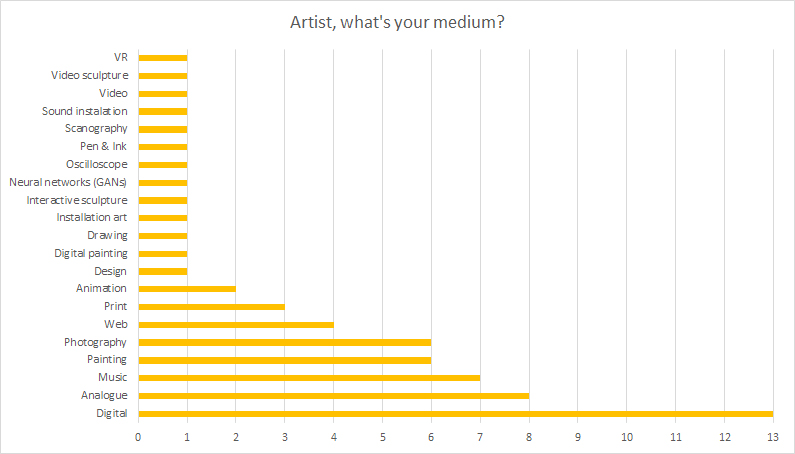 Artist, what's your medium?
VR
Video sculpture
Video
Sound instalation
Scanography
Pen & Ink
Oscilloscope
Neural networks (GANs)
Interactive sculpture
Installation art
Drawing
Digital painting
Design
Animation
Print
Web
Photography
Painting
Music
Analogue
Digital
0 1 2 3 4 5 6 7 8 9 10 11 12 13